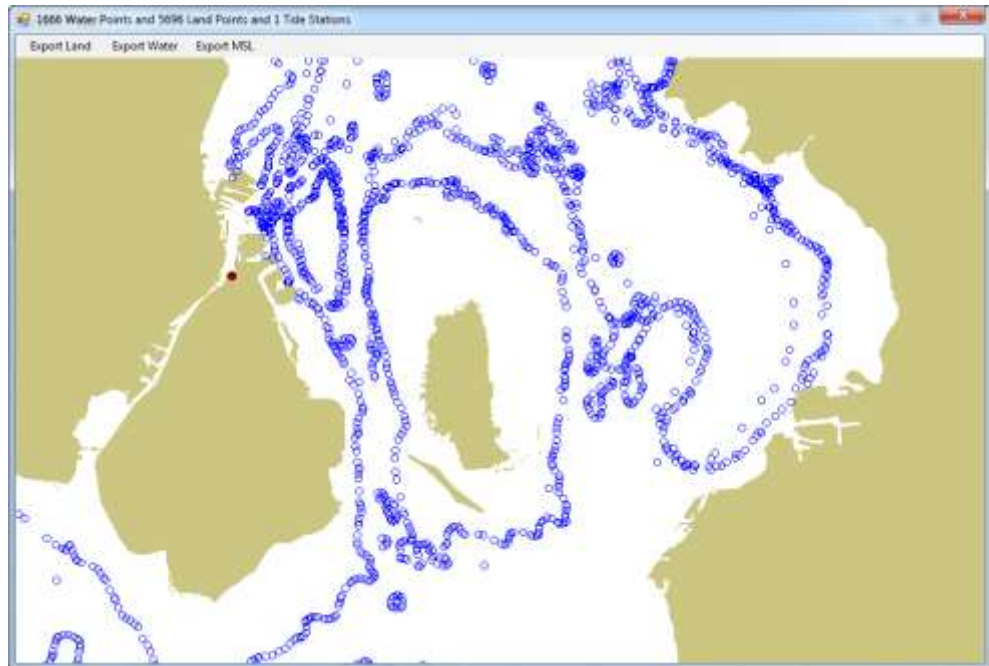 1666 Water Points and 5696 Land Points and 1 Tide Stations
Export Land Export Water Export MSL